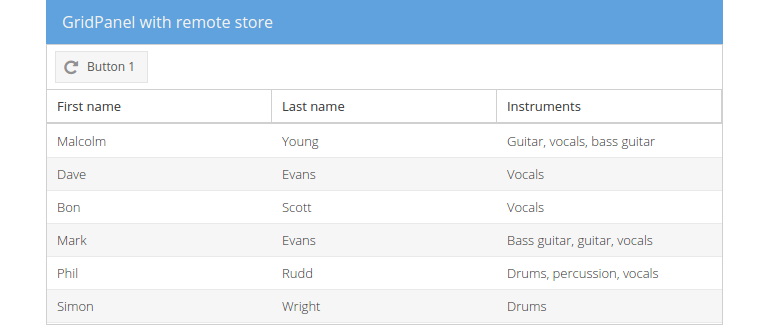 GridPanel with remote store
Button 1
First name Last name Instruments
Malcolm Young Guitar, vocals, bass guitar
Dave Evans Vocals
Bon Scott Vocals
Mark Evans Bass guitar, guitar, vocals
Phil Rudd Drums, percussion, vocals
Simon Wright Drums